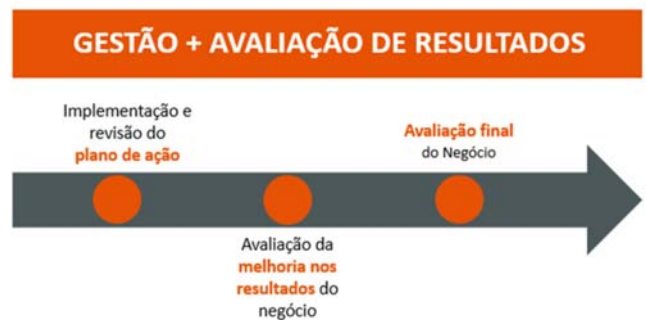 GESTÃO + AVALIAÇÃO DE RESULTADOS
Implementação e
revisão do
plano de ação
Avaliação da
melhoria nos
resultados do
negócio
Avaliação final
do Negócio